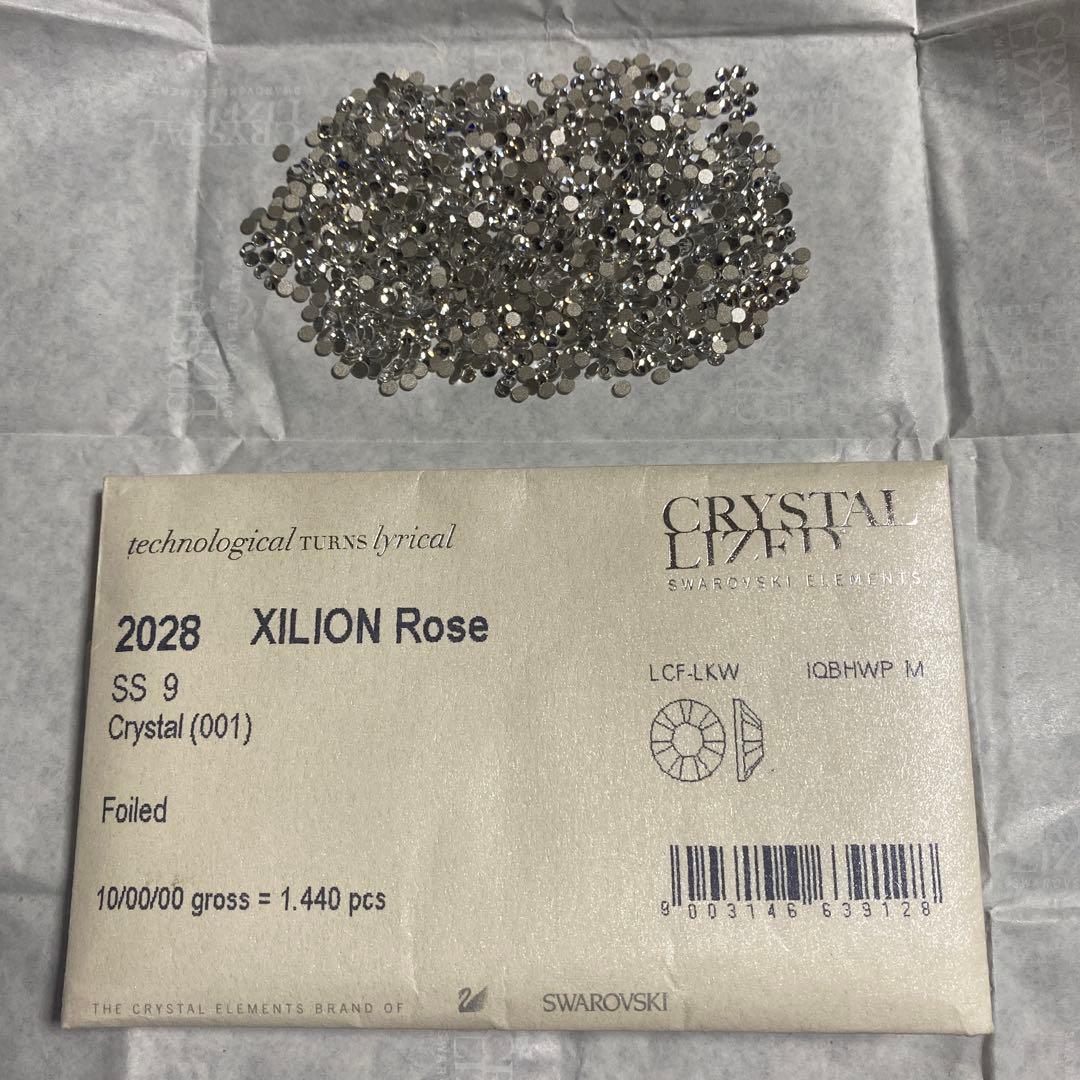 technological TURNS lyrical
CRYSTAL
LIZED
SWAROVSKI ELEMENTS
2028 XILION Rose
SS 9
Crystal (001)
LCF-LKW IQBHWP M
Foiled
10/00/00 gross = 1.440 pcs
9 003146 639128
THE CRYSTAL ELEMENTS BRAND OF
SWAROVSKI